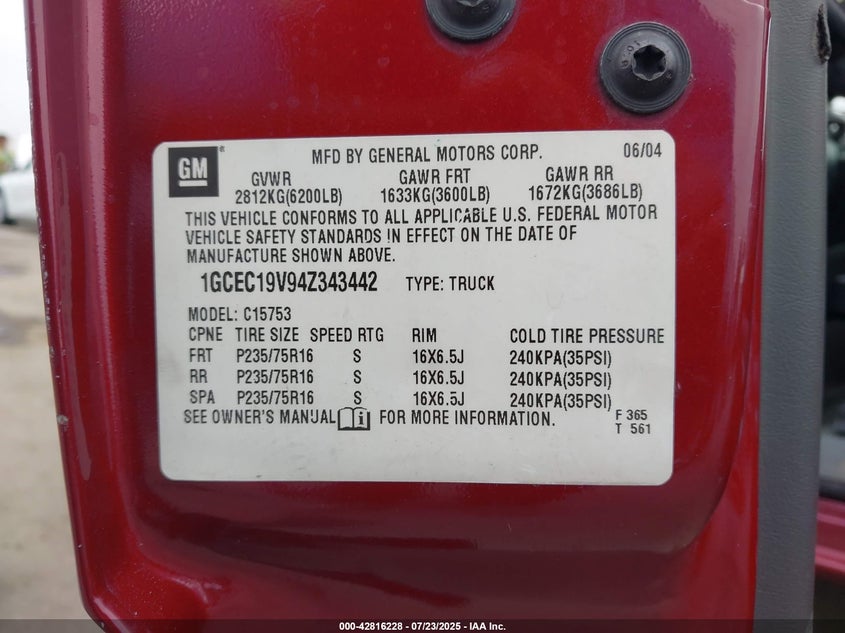 GM
MFD BY GENERAL MOTORS CORP. 06/04
GVWR GAWR FRT GAWR RR
2812KG(6200LB) 1633KG(3600LB) 1672KG(3686LB)
THIS VEHICLE CONFORMS TO ALL APPLICABLE U.S. FEDERAL MOTOR
VEHICLE SAFETY STANDARDS IN EFFECT ON THE DATE OF
MANUFACTURE SHOWN ABOVE.
1GCEC19V94Z343442 TYPE: TRUCK
MODEL: C15753
CPNE TIRE SIZE SPEED RTG RIM COLD TIRE PRESSURE
FRT P235/75R16 S 16X6.5J 240KPA(35PSI)
RR P235/75R16 S 16X6.5J 240KPA(35PSI)
SPA P235/75R16 S 16X6.5J 240KPA(35PSI)
SEE OWNER'S MANUAL FOR MORE INFORMATION.
F 365
T 561
000-42816228 - 07/23/2025 - IAA Inc.